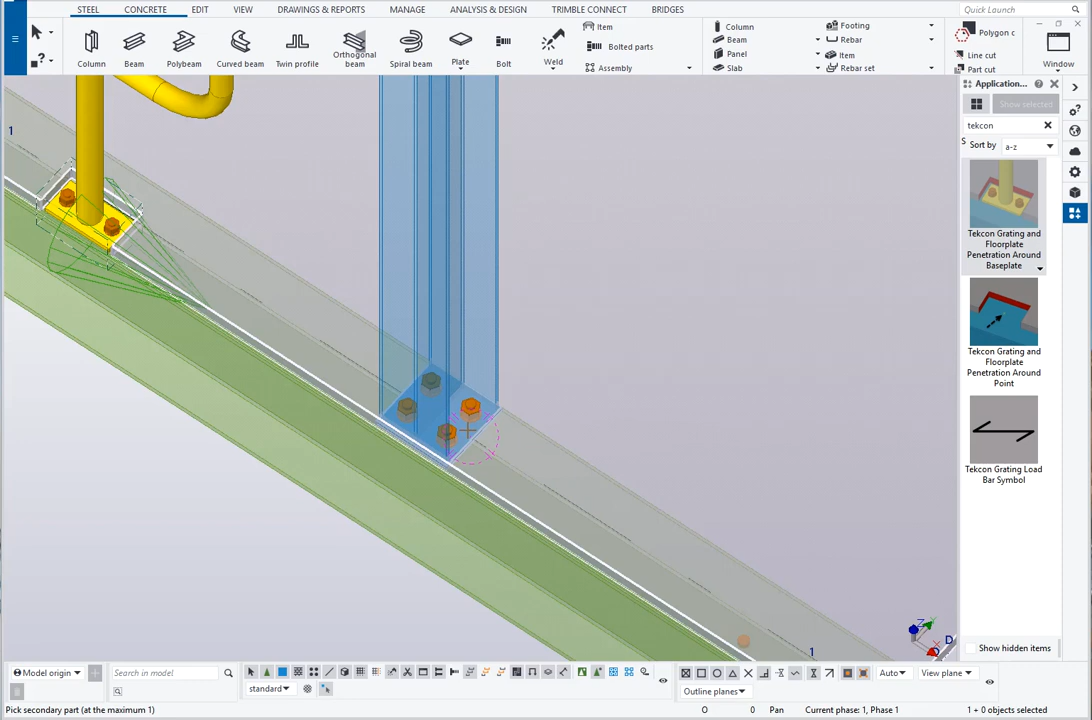 STEEL CONCRETE EDIT VIEW DRAWINGS & REPORTS MANAGE ANALYSIS & DESIGN TRIMBLE CONNECT BRIDGES Quick Launch
Column Beam Polybeam Curved beam Twin profile Orthogonal beam Spiral beam Plate Bolt Weld
Item
Bolted parts
Assembly
Column
Beam
Panel
Slab
Footing
Rebar
Item
Rebar set
Polygon c
Line cut
Part cut
Window
Application...
Show selected
tekcon
S Sort by a-z
Tekcon Grating and
Floorplate
Penetration Around
Baseplate
Tekcon Grating and
Floorplate
Penetration Around
Point
Tekcon Grating Load
Bar Symbol
Show hidden items
1
1
Z
D
Model origin Search in model
standard
Auto View plane
Outline planes
Pick secondary part (at the maximum 1) O 0 Pan Current phase: 1, Phase 1 1 + 0 objects selected